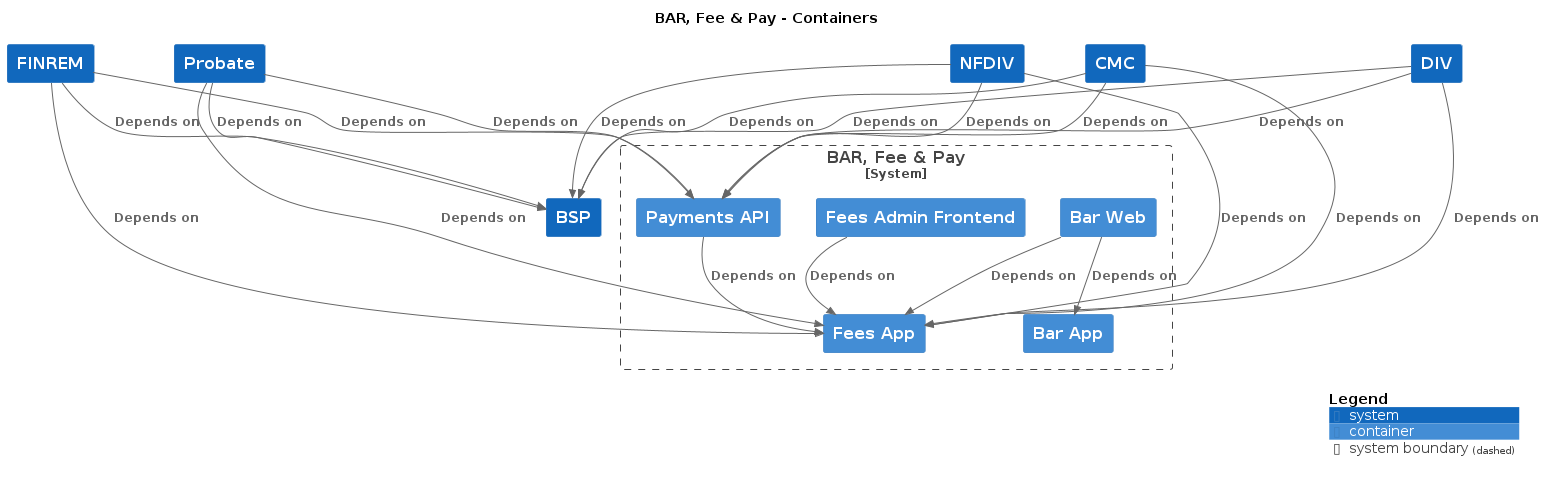 BAR, Fee & Pay - Containers
FINREM
Probate
NFDIV
CMC
DIV
Depends on
Depends on
Depends on
Depends on
Depends on
Depends on
Depends on
Depends on
Depends on
Depends on
BAR, Fee & Pay
[System]
BSP
Payments API
Fees Admin Frontend
Bar Web
Depends on
Depends on
Depends on
Depends on
Depends on
Depends on
Depends on
Depends on
Depends on
Fees App
Bar App
Legend
system
container
system boundary (dashed)